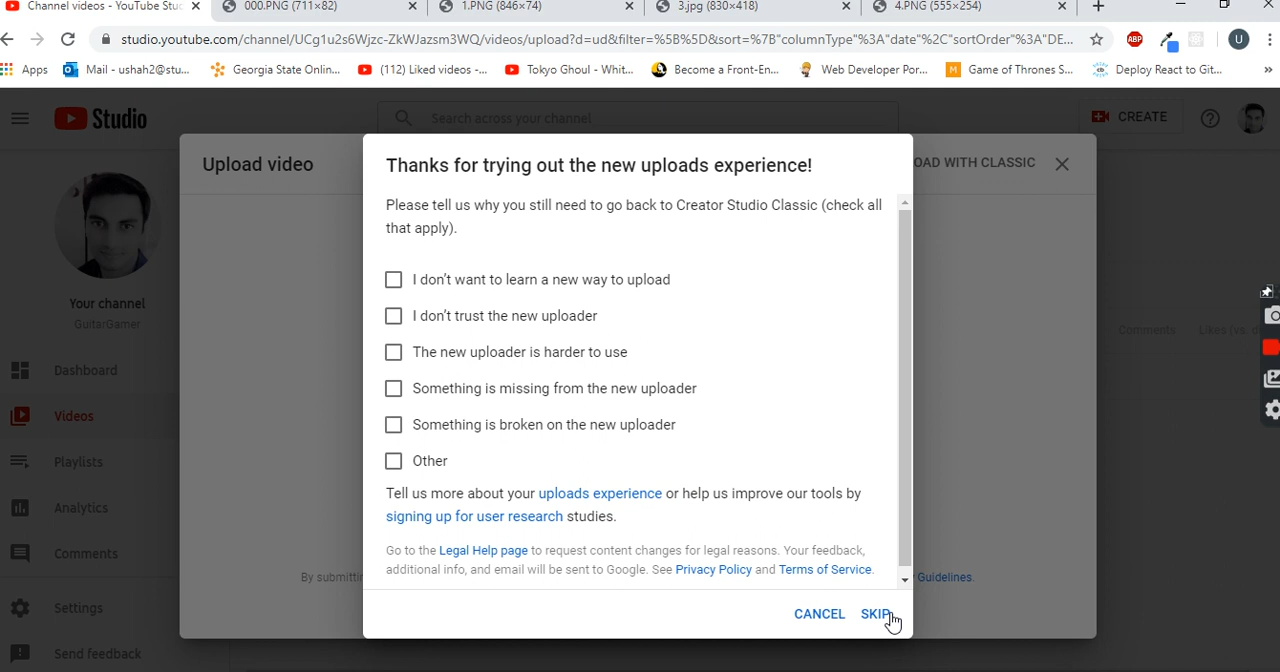 Channel videos - YouTube Stu
000.PNG (711×82)
1.PNG (846×74)
3.jpg (830×418)
4.PNG (555×254)
studio.youtube.com/channel/UCg1u2s6Wjzc-ZkWJazsm3WQ/videos/upload?d=ud&filter=%5B%5D&sort=%7B"columnType"%3A"date"%2C"sortOrder"%3A"DE...
ABP
U
Apps
Mail - ushah2@stu...
Georgia State Onlin...
(112) Liked videos -...
Tokyo Ghoul - Whit...
Become a Front-En...
Web Developer Por...
Game of Thrones S...
Deploy React to Git...
»
Studio
Search across your channel
CREATE
Upload video
OAD WITH CLASSIC
Thanks for trying out the new uploads experience!
Please tell us why you still need to go back to Creator Studio Classic (check all
that apply).
I don't want to learn a new way to upload
I don't trust the new uploader
The new uploader is harder to use
Something is missing from the new uploader
Something is broken on the new uploader
Other
Tell us more about your uploads experience or help us improve our tools by
signing up for user research studies.
Go to the Legal Help page to request content changes for legal reasons. Your feedback,
additional info, and email will be sent to Google. See Privacy Policy and Terms of Service.
CANCEL
SKIP
By submittin
Guidelines.
Your channel
GuitarGamer
Dashboard
Videos
Playlists
Analytics
Comments
Settings
Send feedback
Comments
Likes (vs. d